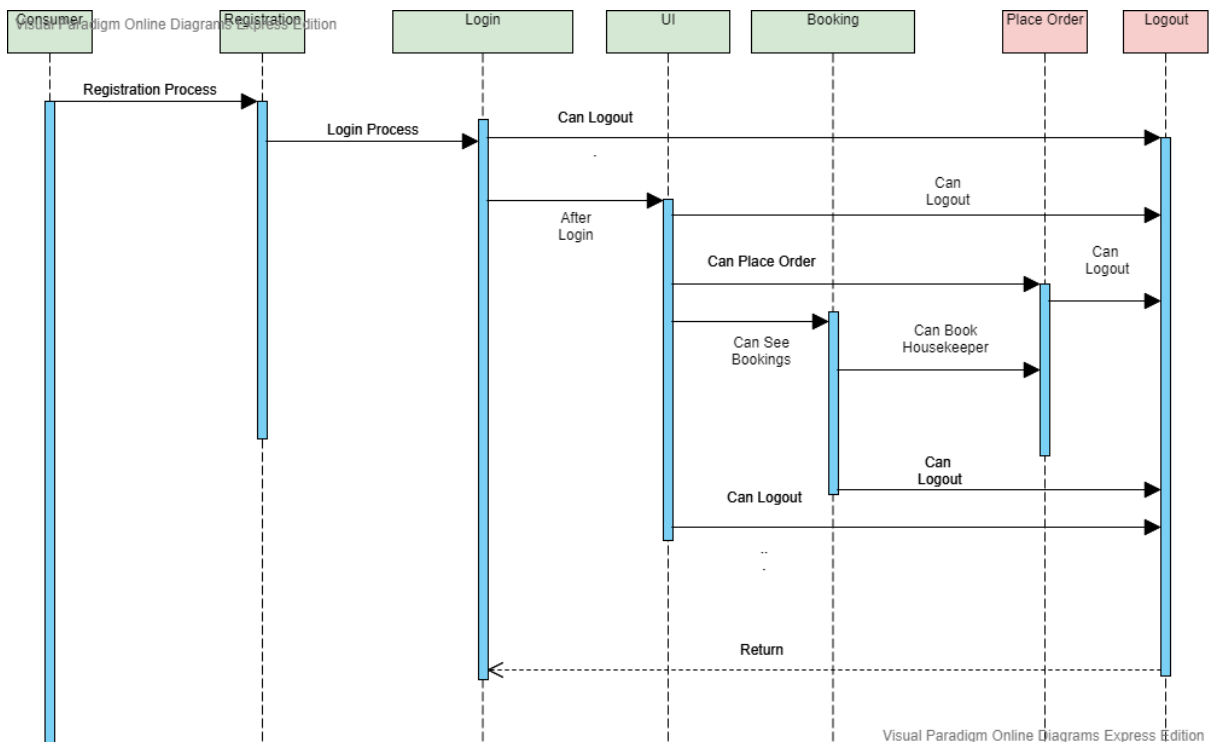 Consumer
Registration
Login
UI
Booking
Place Order
Logout
Visual Paradigm Online Diagrams Express Edition
Registration Process
Login Process
Can Logout
.
Can
Logout
After
Login
Can Place Order
Can
Logout
Can See
Bookings
Can Book
Housekeeper
Can
Logout
Can Logout
..
.
Return
Visual Paradigm Online Diagrams Express Edition